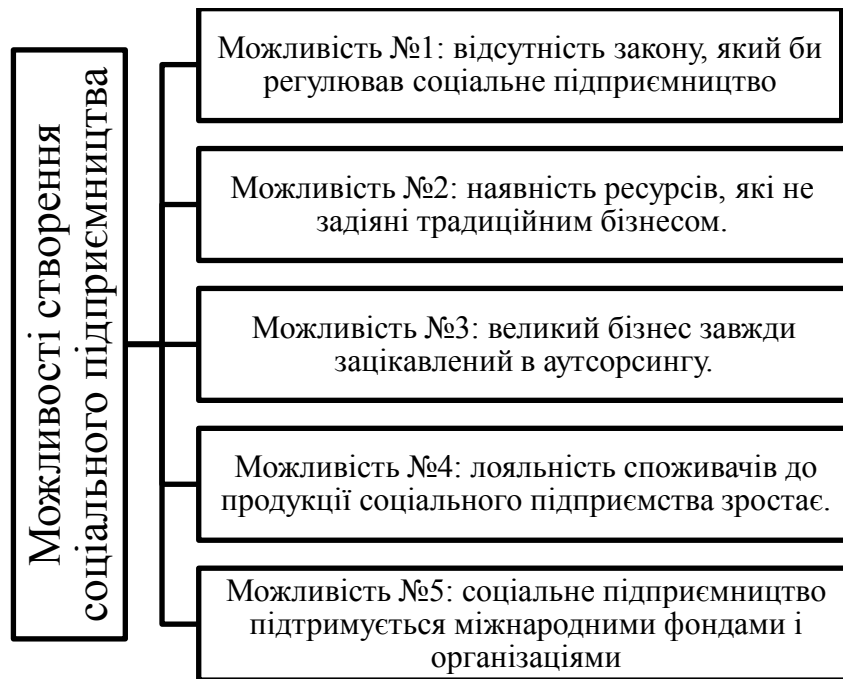 Можливості створення
соціального підприємництва
Можливість №1: відсутність закону, який би
регулював соціальне підприємництво
Можливість №2: наявність ресурсів, які не
задіяні традиційним бізнесом.
Можливість №3: великий бізнес завжди
зацікавлений в аутсорсингу.
Можливість №4: лояльність споживачів до
продукції соціального підприємства зростає.
Можливість №5: соціальне підприємництво
підтримується міжнародними фондами і
організаціями